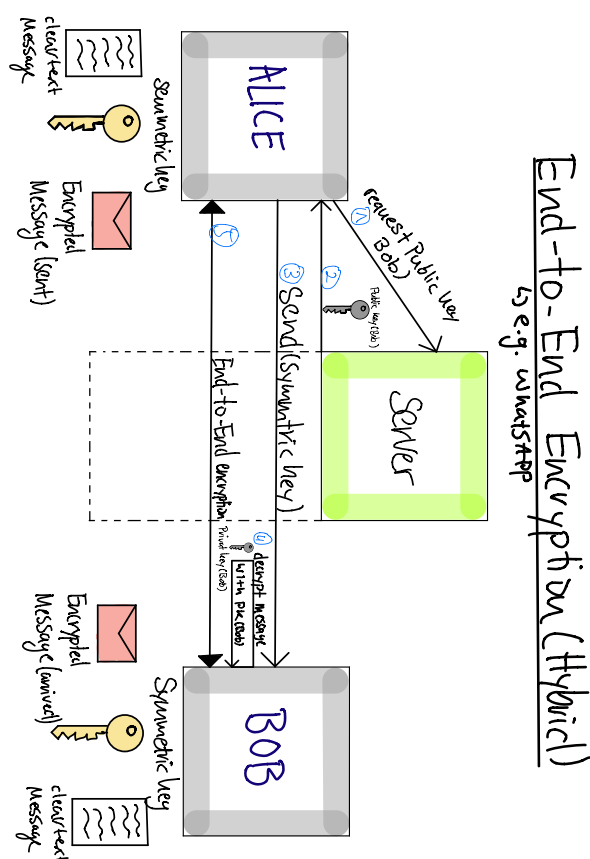 End-to-End Encryption (Hybrid)
↳ e.g. WhatsAPP
ALICE
Server
BOB
① request Public key
Bob)
②
Public key (Bob)
③ Send (Symmtric key)
④ decrypt message
with PK(Bob)
Privat key (Bob)
⑤
End-to-End encryption
cleartext
Message
Symmetric key
Encrypted
Message (sent)
Encrypted
Message (arrived)
Symmetric key
cleartext
Message